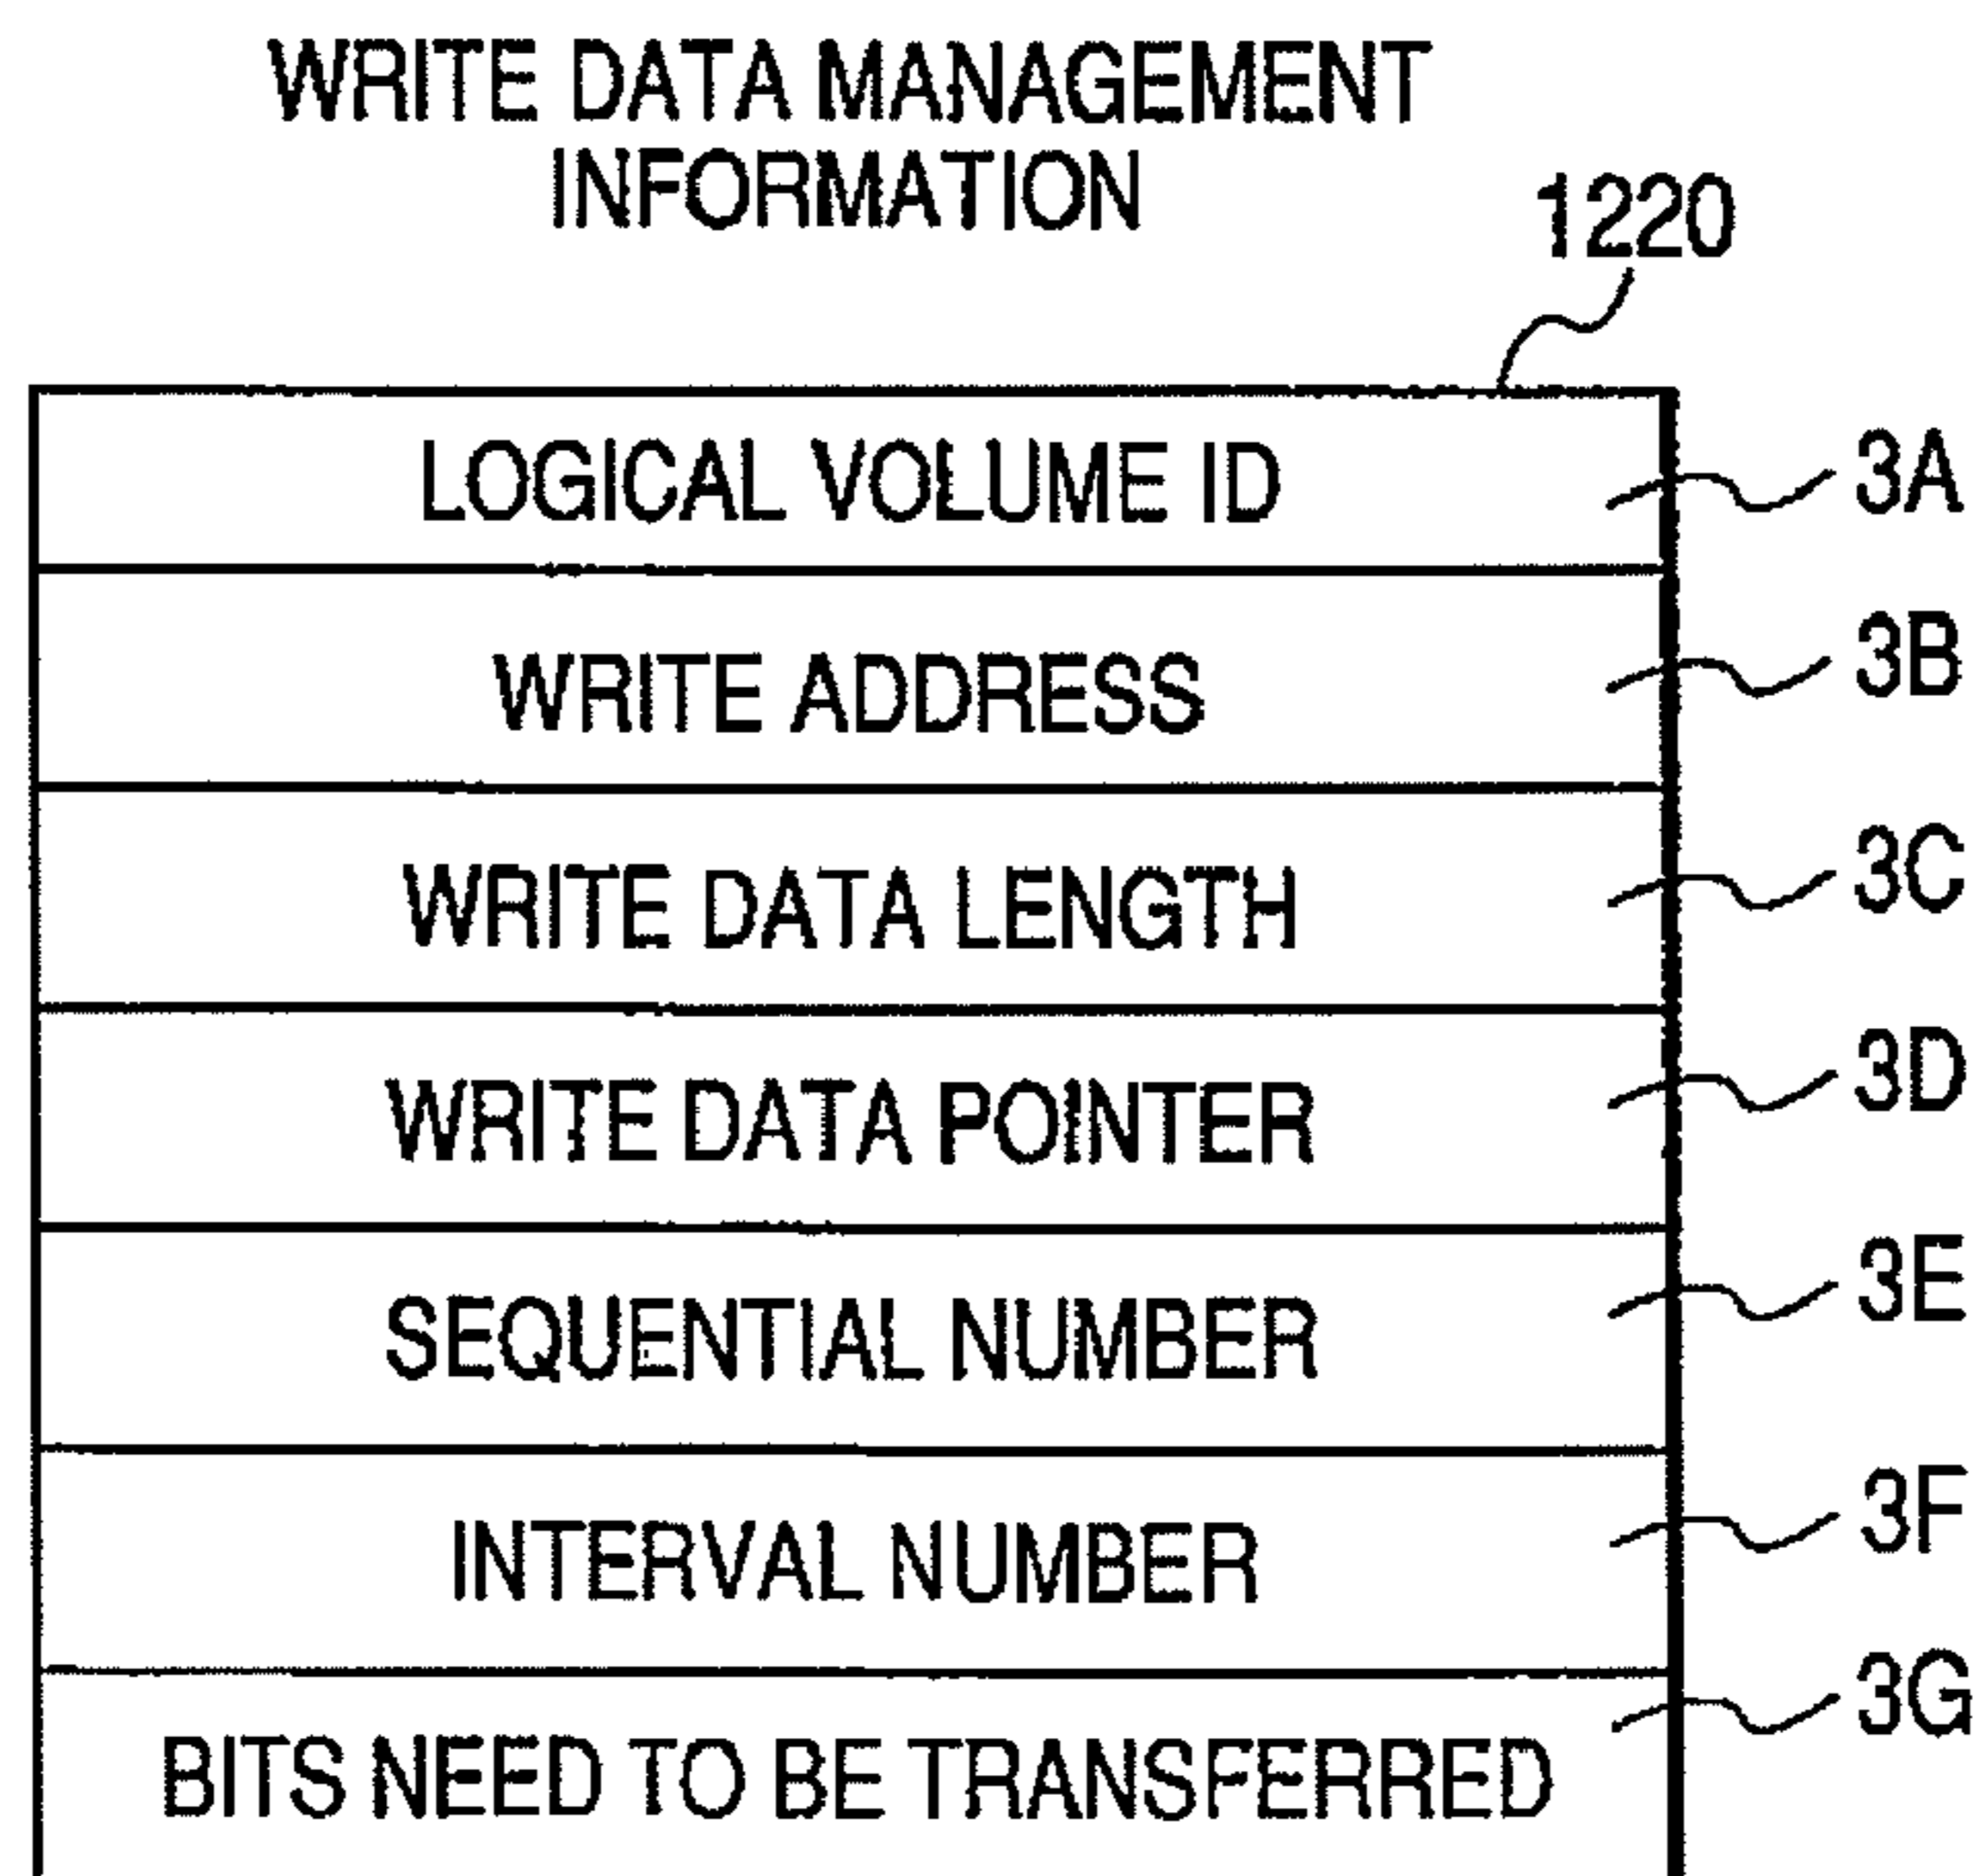 WRITE DATA MANAGEMENT
INFORMATION
1220
LOGICAL VOLUME ID 3A
WRITE ADDRESS 3B
WRITE DATA LENGTH 3C
WRITE DATA POINTER 3D
SEQUENTIAL NUMBER 3E
INTERVAL NUMBER 3F
BITS NEED TO BE TRANSFERRED 3G